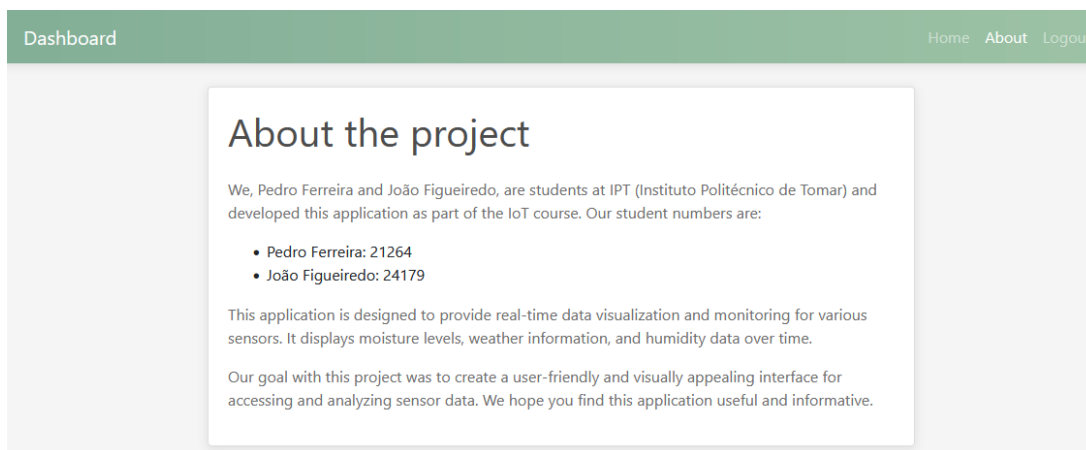 Dashboard
Home About Logou
About the project
We, Pedro Ferreira and João Figueiredo, are students at IPT (Instituto Politécnico de Tomar) and
developed this application as part of the IoT course. Our student numbers are:
• Pedro Ferreira: 21264
• João Figueiredo: 24179
This application is designed to provide real-time data visualization and monitoring for various
sensors. It displays moisture levels, weather information, and humidity data over time.
Our goal with this project was to create a user-friendly and visually appealing interface for
accessing and analyzing sensor data. We hope you find this application useful and informative.